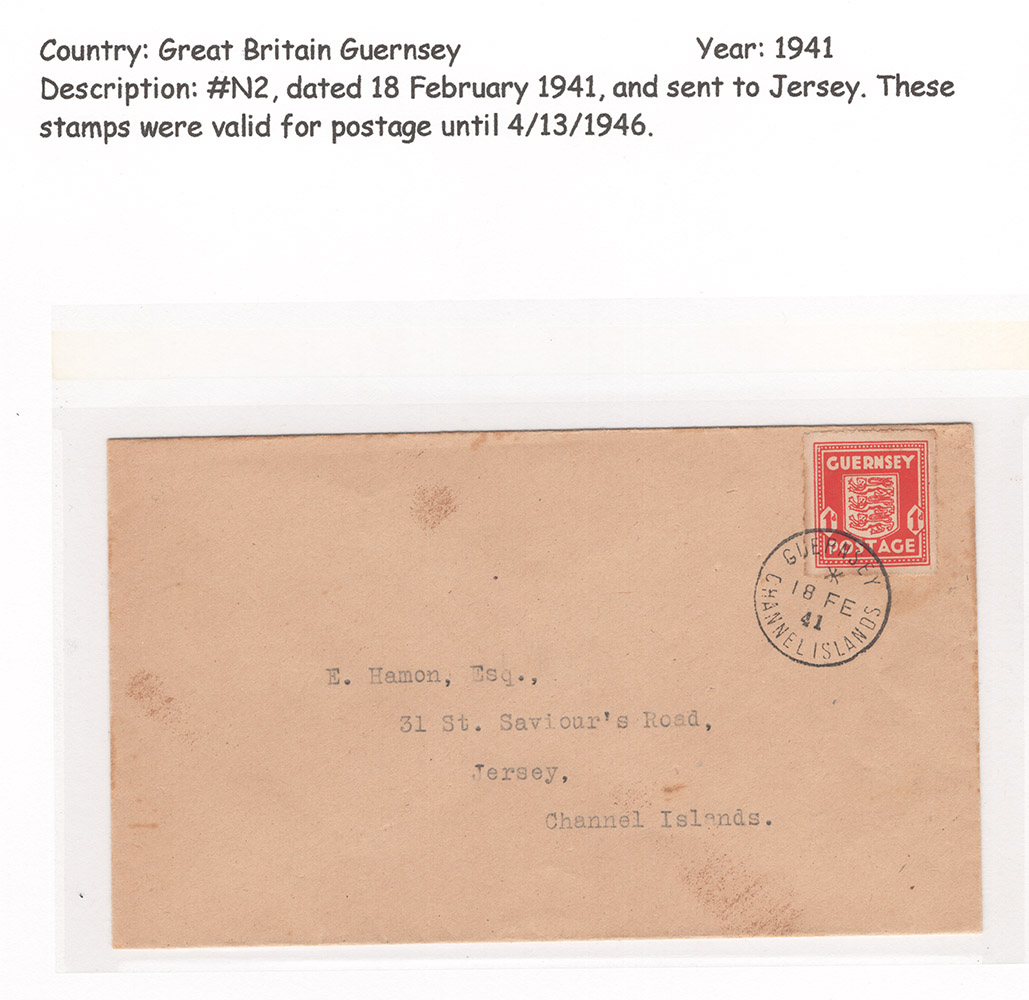 Country: Great Britain Guernsey Year: 1941
Description: #N2, dated 18 February 1941, and sent to Jersey. These
stamps were valid for postage until 4/13/1946.
GUERNSEY
1D 1D
POSTAGE
GUERNSEY
18 FE
41
CHANNEL ISLANDS
E. Hamon, Esq.,
31 St. Saviour's Road,
Jersey,
Channel Islands.